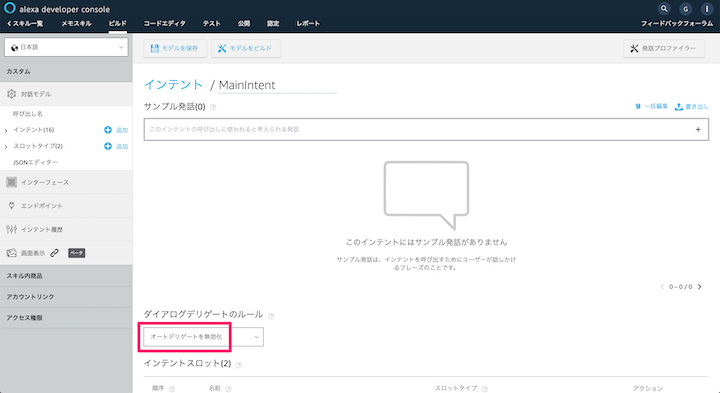 alexa developer console
G
スキル一覧 メモスキル ビルド コードエディタ テスト 公開 認定 レポート フィードバックフォーラム
日本語
モデルを保存 モデルをビルド 発話プロファイラー
カスタム
対話モデル
呼び出し名
インテント(16) 追加
スロットタイプ(2) 追加
JSONエディター
インターフェース
エンドポイント
インテント履歴
画面表示 ベータ
スキル内商品
アカウントリンク
アクセス権限
インテント / MainIntent
サンプル発話(0) 一括編集 書き出し
このインテントの呼び出しに使われると考えられる発話
このインテントにはサンプル発話がありません
サンプル発話は、インテントを呼び出すためにユーザーが話しかけ
るフレーズのことです。
0 – 0 / 0
ダイアログデリゲートのルール
オートデリゲートを無効化
インテントスロット(2)
順序 名前 スロットタイプ アクション